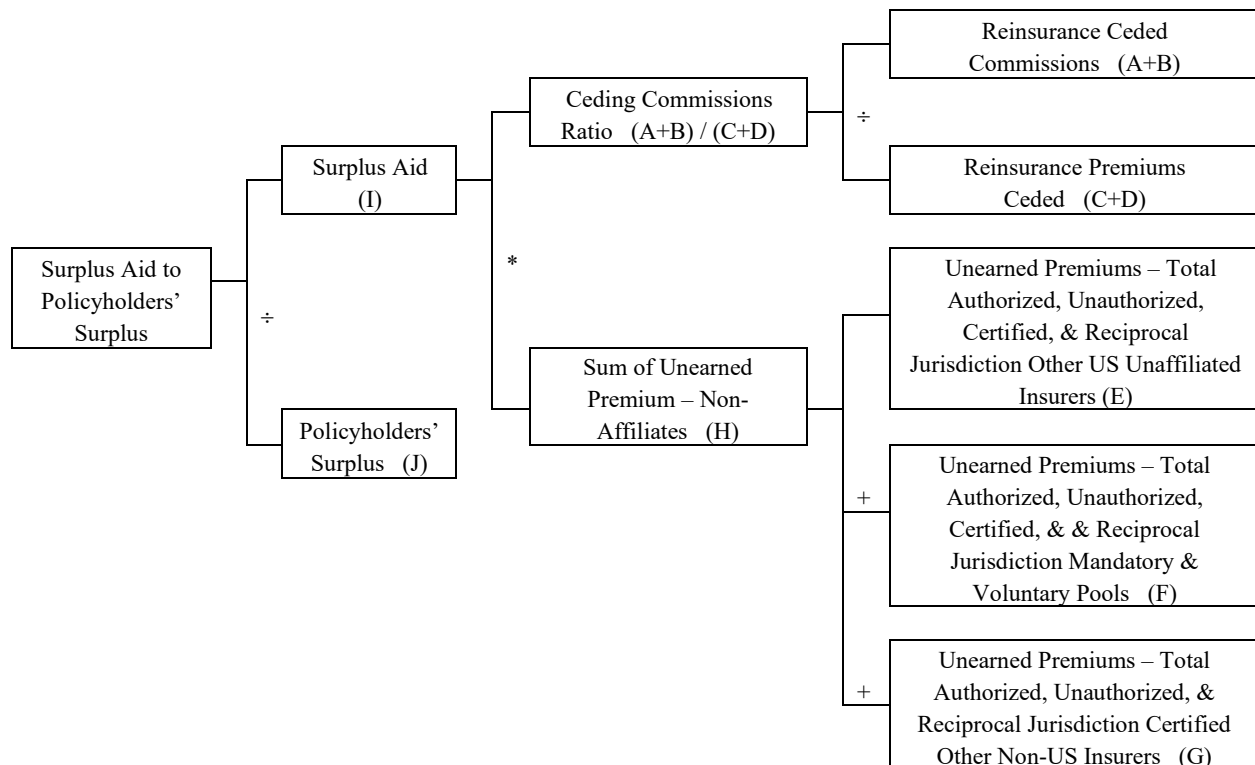 Surplus Aid to
Policyholders’
Surplus
÷
Surplus Aid
(I)
Policyholders’
Surplus (J)
*
Ceding Commissions
Ratio (A+B) / (C+D)
Sum of Unearned
Premium – Non-
Affiliates (H)
÷
Reinsurance Ceded
Commissions (A+B)
Reinsurance Premiums
Ceded (C+D)
Unearned Premiums – Total
Authorized, Unauthorized,
Certified, & Reciprocal
Jurisdiction Other US Unaffiliated
Insurers (E)
+
Unearned Premiums – Total
Authorized, Unauthorized,
Certified, & & Reciprocal
Jurisdiction Mandatory &
Voluntary Pools (F)
+
Unearned Premiums – Total
Authorized, Unauthorized, &
Reciprocal Jurisdiction Certified
Other Non-US Insurers (G)